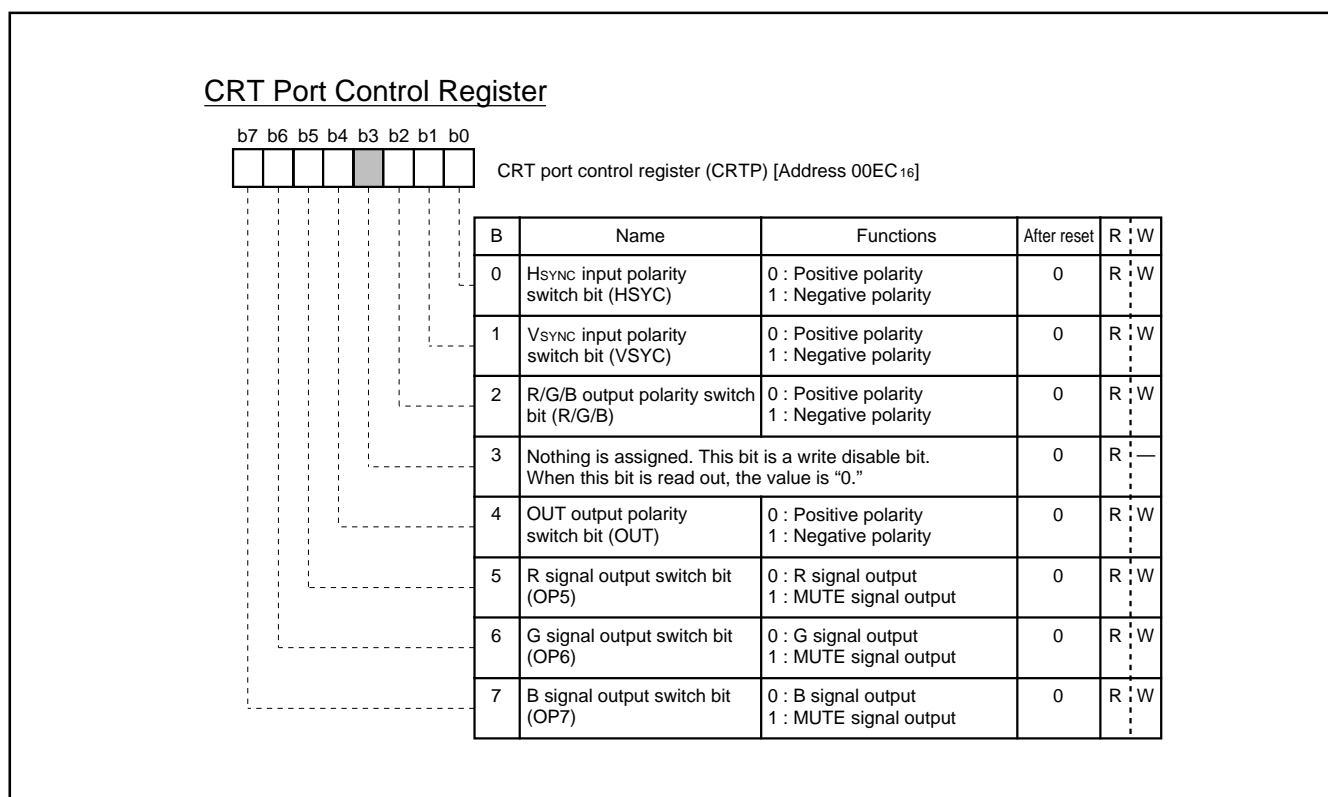 CRT Port Control Register
b7 b6 b5 b4 b3 b2 b1 b0
CRT port control register (CRTP) [Address 00EC16]
B Name Functions After reset R W
0 HSYNC input polarity switch bit (HSYC) 0 : Positive polarity 1 : Negative polarity 0 R W
1 VSYNC input polarity switch bit (VSYC) 0 : Positive polarity 1 : Negative polarity 0 R W
2 R/G/B output polarity switch bit (R/G/B) 0 : Positive polarity 1 : Negative polarity 0 R W
3 Nothing is assigned. This bit is a write disable bit. When this bit is read out, the value is “0.” 0 R —
4 OUT output polarity switch bit (OUT) 0 : Positive polarity 1 : Negative polarity 0 R W
5 R signal output switch bit (OP5) 0 : R signal output 1 : MUTE signal output 0 R W
6 G signal output switch bit (OP6) 0 : G signal output 1 : MUTE signal output 0 R W
7 B signal output switch bit (OP7) 0 : B signal output 1 : MUTE signal output 0 R W